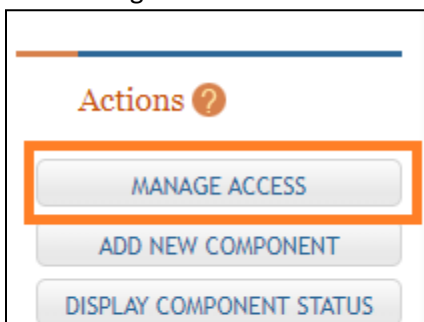 Actions ?
MANAGE ACCESS
ADD NEW COMPONENT
DISPLAY COMPONENT STATUS